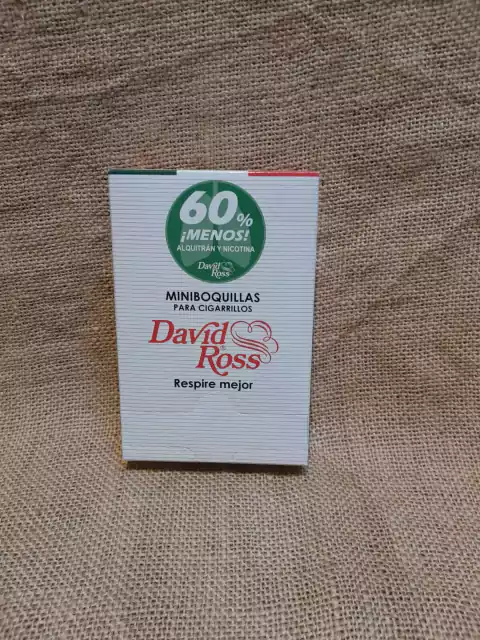 60%
¡MENOS!
ALQUITRÁN Y NICOTINA
David
Ross
MINIBOQUILLAS
PARA CIGARRILLOS
David
Ross
Respire mejor